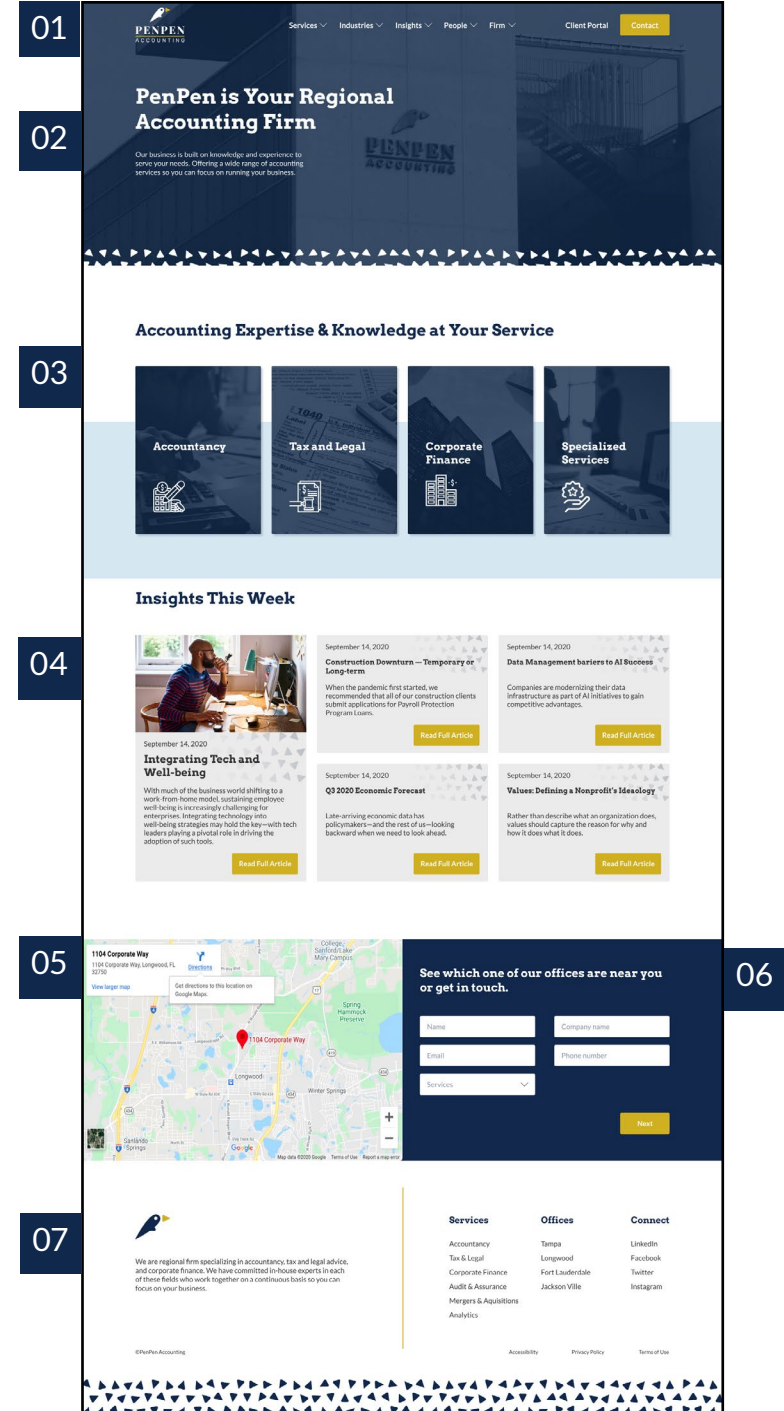 01
PENPEN
ACCOUNTING
Services Industries Insights People Firm Client Portal Contact
02
PenPen is Your Regional
Accounting Firm
Our business is built on knowledge and experience to
serve your needs. Offering a wide range of accounting
services so you can focus on running your business.
PENPEN
ACCOUNTING
03
Accounting Expertise & Knowledge at Your Service
Accountancy
1040
Tax and Legal
Corporate
Finance
Specialized
Services
04
Insights This Week
September 14, 2020
Integrating Tech and
Well-being
With much of the business world shifting to a
work-from-home model, sustaining employee
well-being is increasingly challenging for
enterprises. Integrating technology into
well-being strategies may hold the key—with tech
leaders playing a pivotal role in driving the
adoption of such tools.
Read Full Article
September 14, 2020
Construction Downturn — Temporary or
Long-term
When the pandemic first started, we
recommended that all of our construction clients
submit applications for Payroll Protection
Program Loans.
Read Full Article
September 14, 2020
Data Management bariers to AI Success
Companies are modernizing their data
infrastructure as part of AI initiatives to gain
competitive advantages.
Read Full Article
September 14, 2020
Q3 2020 Economic Forecast
Late-arriving economic data has
policymakers—and the rest of us—looking
backward when we need to look ahead.
Read Full Article
September 14, 2020
Values: Defining a Nonprofit's Ideaology
Rather than describe what an organization does,
values should capture the reason for why and
how it does what it does.
Read Full Article
05
1104 Corporate Way
1104 Corporate Way, Longwood, FL
32750
Directions
View larger map
Get directions to this location on
Google Maps.
College,
Sanford/Lake
Mary Campus
Spring
Hammock
Preserve
1104 Corporate Way
Longwood
Winter Springs
Sanlando
Springs
Google
Map data ©2020 Google Terms of Use Report a map error
06
See which one of our offices are near you
or get in touch.
Name
Company name
Email
Phone number
Services
Next
07
We are regional firm specializing in accountancy, tax and legal advice,
and corporate finance. We have committed in-house experts in each
of these fields who work together on a continuous basis so you can
focus on your business.
Services
Accountancy
Tax & Legal
Corporate Finance
Audit & Assurance
Mergers & Aquisitions
Analytics
Offices
Tampa
Longwood
Fort Lauderdale
Jackson Ville
Connect
LinkedIn
Facebook
Twitter
Instagram
©PenPen Accounting
Accessibility Privacy Policy Terms of Use